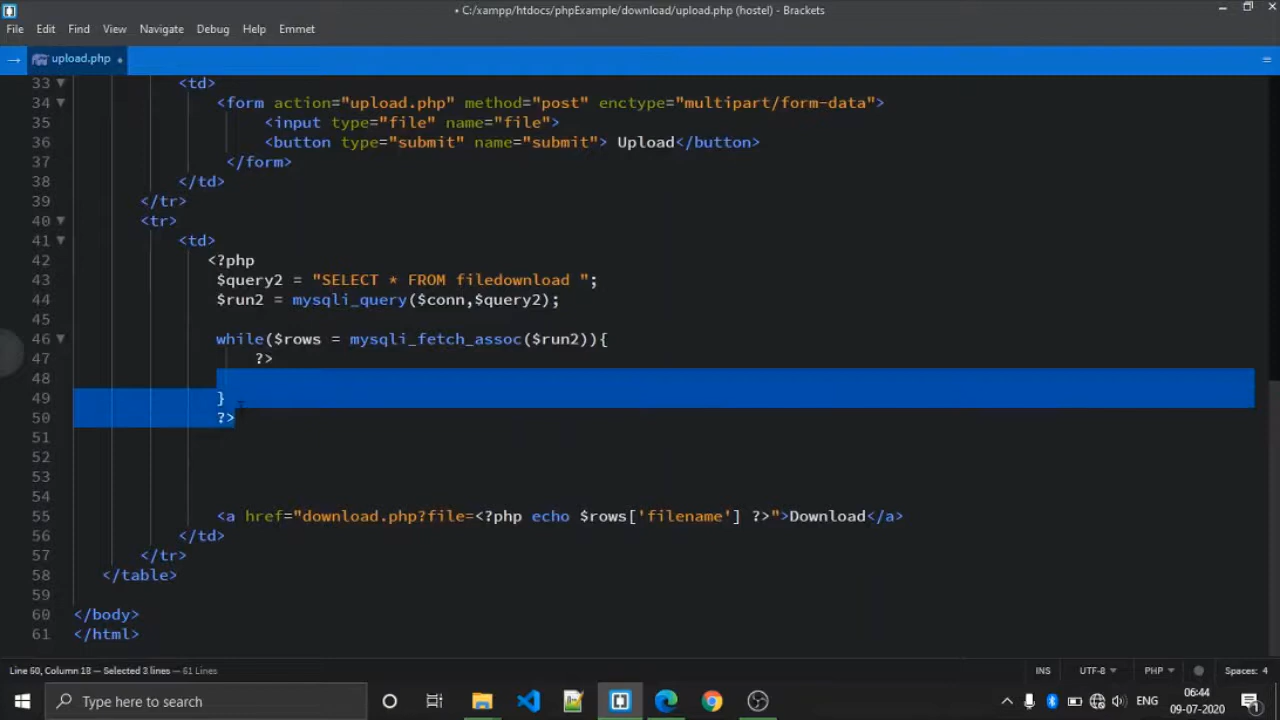 • C:/xampp/htdocs/phpExample/download/upload.php (hostel) - Brackets
File Edit Find View Navigate Debug Help Emmet
upload.php •
33 <td>
34 <form action="upload.php" method="post" enctype="multipart/form-data">
35 <input type="file" name="file">
36 <button type="submit" name="submit"> Upload</button>
37 </form>
38 </td>
39 </tr>
40 <tr>
41 <td>
42 <?php
43 $query2 = "SELECT * FROM filedownload ";
44 $run2 = mysqli_query($conn,$query2);
45
46 while($rows = mysqli_fetch_assoc($run2)){
47 ?>
48
49 }
50 ?>
51
52
53
54
55 <a href="download.php?file=<?php echo $rows['filename'] ?>">Download</a>
56 </td>
57 </tr>
58 </table>
59
60 </body>
61 </html>
Line 50, Column 18 — Selected 3 lines — 61 Lines
INS UTF-8 PHP Spaces: 4
Type here to search
ENG
06:44
09-07-2020
1